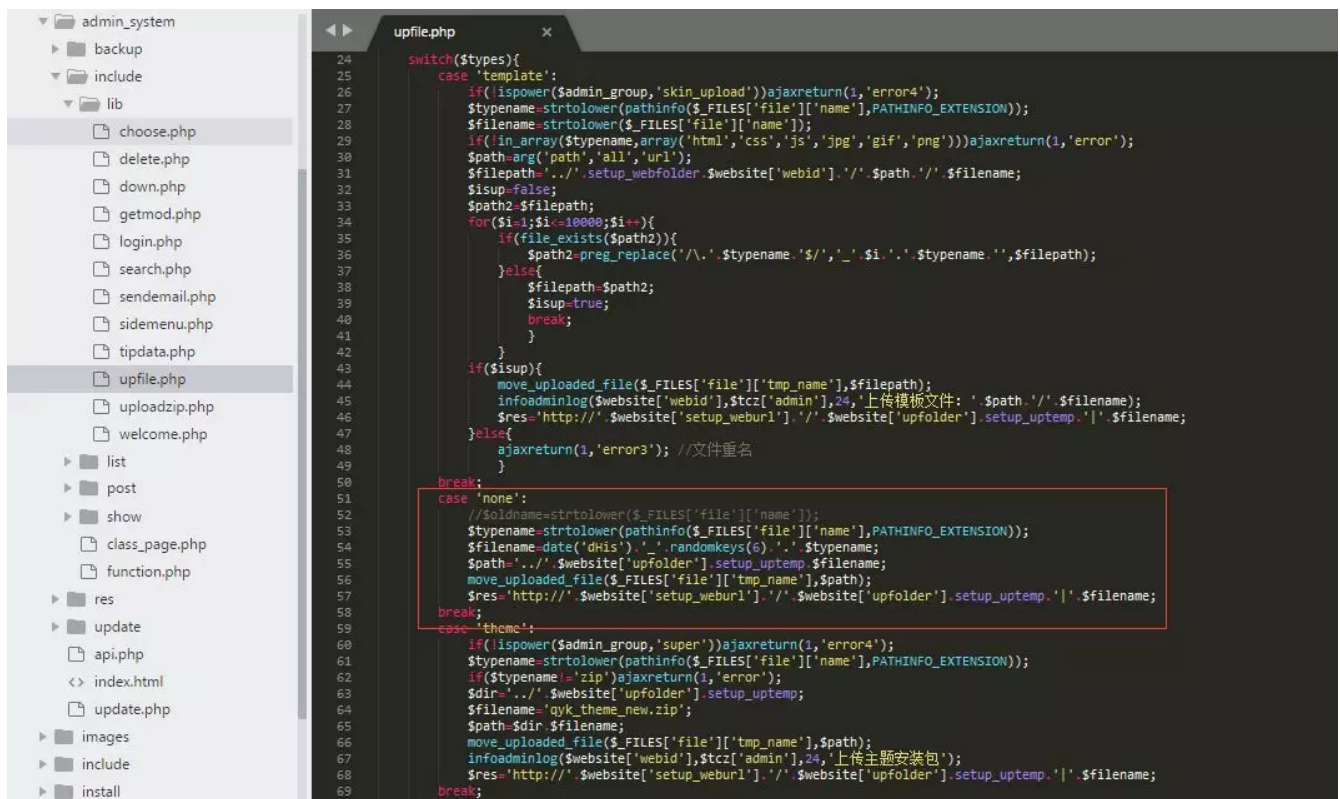 admin_system
backup
include
lib
choose.php
delete.php
down.php
getmod.php
login.php
search.php
sendemail.php
sidemenu.php
tipdata.php
upfile.php
uploadzip.php
welcome.php
list
post
show
class_page.php
function.php
res
update
api.php
index.html
update.php
images
include
install
upfile.php
24 switch($types){
25 case 'template':
26 if(!ispower($admin_group,'skin_upload'))ajaxreturn(1,'error4');
27 $typename=strtolower(pathinfo($_FILES['file']['name'],PATHINFO_EXTENSION));
28 $filename=strtolower($_FILES['file']['name']);
29 if(!in_array($typename,array('html','css','js','jpg','gif','png')))ajaxreturn(1,'error');
30 $path=arg('path','all','url');
31 $filepath='../'.setup_webfolder.$website['webid'].'/'.$path.'/'.$filename;
32 $isup=false;
33 $path2=$filepath;
34 for($i=1;$i<=10000;$i++){
35 if(file_exists($path2)){
36 $path2=preg_replace('/\.'.$typename.'$/','_'.$i.'.'.$typename.'',$filepath);
37 }else{
38 $filepath=$path2;
39 $isup=true;
40 break;
41 }
42 }
43 if($isup){
44 move_uploaded_file($_FILES['file']['tmp_name'],$filepath);
45 infoadminlog($website['webid'],$tcz['admin'],24,'上传模板文件: '.$path.'/'.$filename);
46 $res='http://'.$website['setup_weburl'].'/'.$website['upfolder'].setup_uptemp.'|'.$filename;
47 }else{
48 ajaxreturn(1,'error3'); //文件重名
49 }
50 break;
51 case 'none':
52 //$oldname=strtolower($_FILES['file']['name']);
53 $typename=strtolower(pathinfo($_FILES['file']['name'],PATHINFO_EXTENSION));
54 $filename=date('dHis').'_'.randomkeys(6).'.'.$typename;
55 $path='../'.$website['upfolder'].setup_uptemp.$filename;
56 move_uploaded_file($_FILES['file']['tmp_name'],$path);
57 $res='http://'.$website['setup_weburl'].'/'.$website['upfolder'].setup_uptemp.'|'.$filename;
58 break;
59 case 'theme':
60 if(!ispower($admin_group,'super'))ajaxreturn(1,'error4');
61 $typename=strtolower(pathinfo($_FILES['file']['name'],PATHINFO_EXTENSION));
62 if($typename!='zip')ajaxreturn(1,'error');
63 $dir='../'.$website['upfolder'].setup_uptemp;
64 $filename='qyk_theme_new.zip';
65 $path=$dir.$filename;
66 move_uploaded_file($_FILES['file']['tmp_name'],$path);
67 infoadminlog($website['webid'],$tcz['admin'],24,'上传主题安装包');
68 $res='http://'.$website['setup_weburl'].'/'.$website['upfolder'].setup_uptemp.'|'.$filename;
69 break;